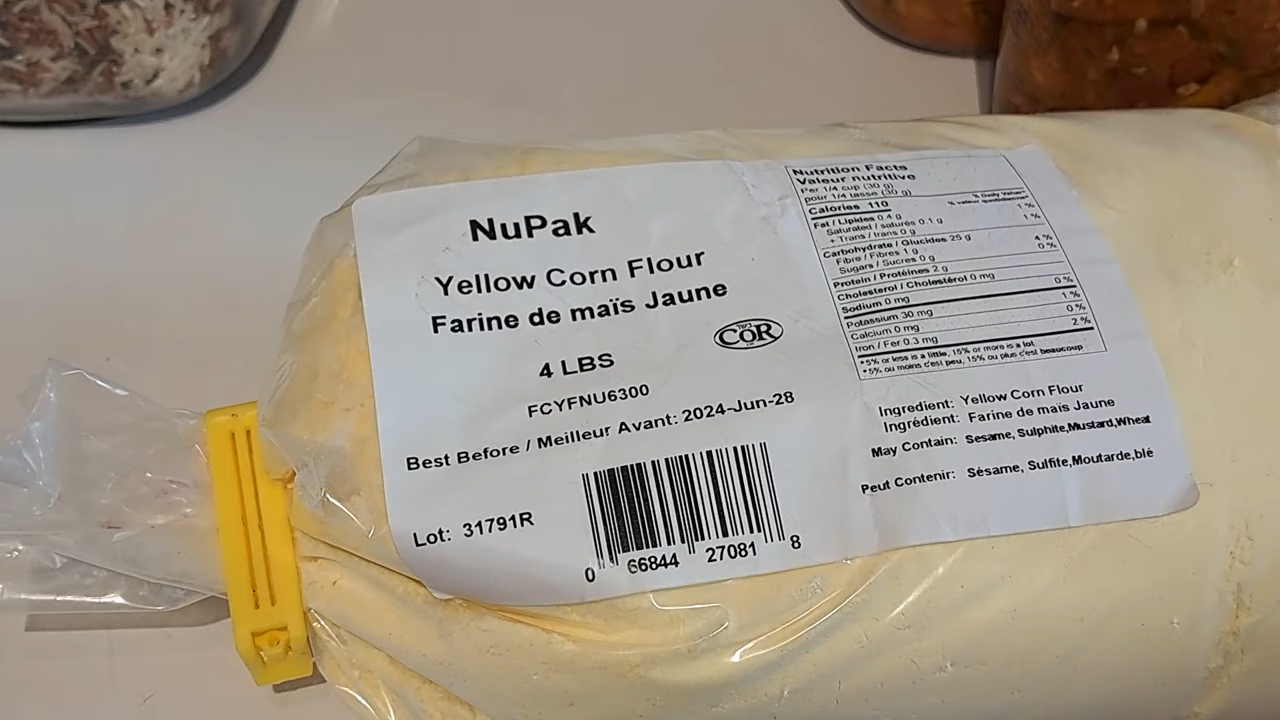 NuPak
Yellow Corn Flour
Farine de maïs Jaune
COR
4 LBS
FCYFNU6300
Best Before / Meilleur Avant: 2024-Jun-28
Lot: 31791R
0 66844 27081 8
Nutrition Facts
Valeur nutritive
Per 1/4 cup (30 g)
pour 1/4 tasse (30 g)
% Daily Value*
% valeur quotidienne*
Calories 110
Fat / Lipides 0.4 g 1 %
Saturated / saturés 0.1 g 1 %
+ Trans / trans 0 g
Carbohydrate / Glucides 25 g
Fibre / Fibres 1 g 4 %
Sugars / Sucres 0 g 0 %
Protein / Protéines 2 g
Cholesterol / Cholestérol 0 mg
Sodium 0 mg 0 %
Potassium 30 mg 1 %
Calcium 0 mg 0 %
Iron / Fer 0.3 mg 2 %
*5% or less is a little, 15% or more is a lot
*5% ou moins c'est peu, 15% ou plus c'est beaucoup
Ingredient: Yellow Corn Flour
Ingrédient: Farine de maïs Jaune
May Contain: Sesame, Sulphite,Mustard,Wheat
Peut Contenir: Sésame, Sulfite,Moutarde,blé